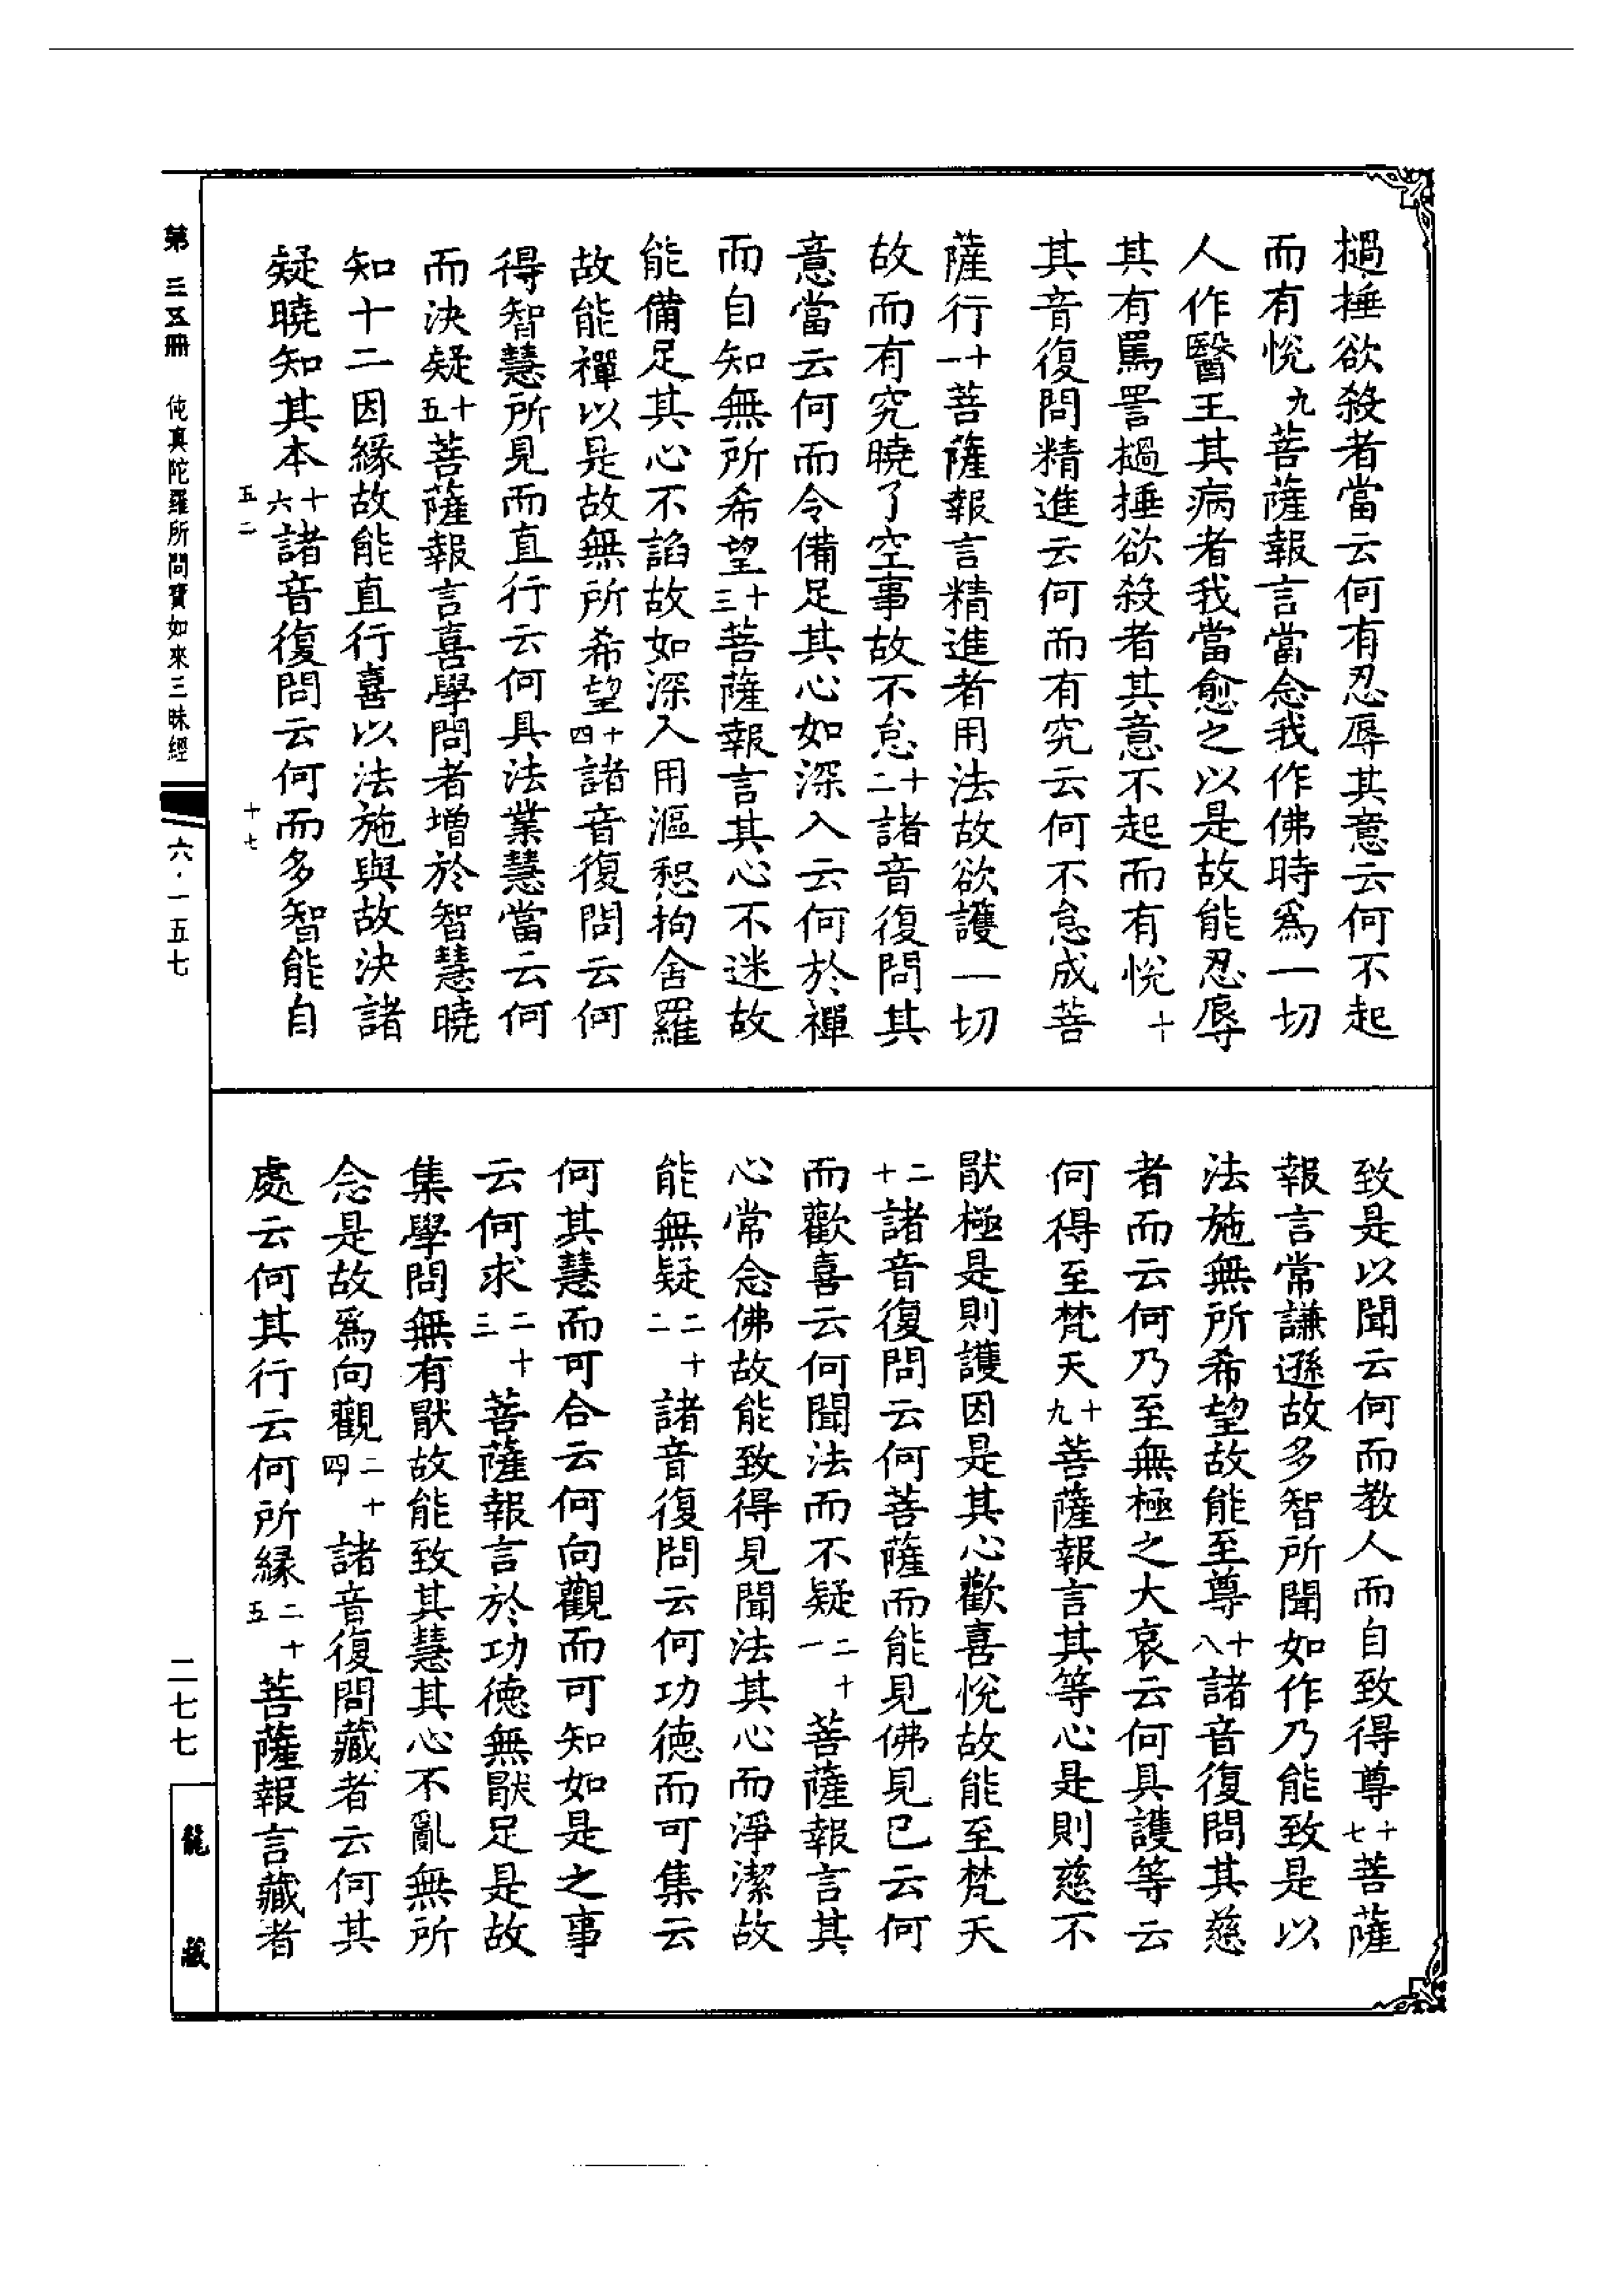 撾捶欲殺者當云何有忍辱其意云何不起
而有悅九菩薩報言當念我作佛時爲一切
人作醫王其病者我當愈之以是故能忍辱
其有罵詈撾捶欲殺者其意不起而有悅十
其音復問精進云何而有究云何不怠成菩
薩行十一菩薩報言精進者用法故欲護一切
故而有究曉了空事故不怠十二諸音復問其
意當云何而令備足其心如深入云何於禪
而自知無所希望十三菩薩報言其心不迷故
能備足其心不諂故如深入用漚惒拘舍羅
故能禪以是故無所希望十四諸音復問云何
得智慧所見而直行云何具法業慧當云何
而決疑十五菩薩報言喜學問者增於智慧曉
知十二因緣故能直行喜以法施與故決諸
疑曉知其本十六諸音復問云何而多智能自
五二 十七
致是以聞云何而教人而自致得尊十七菩薩
報言常謙遜故多智所聞如作乃能致是以
法施無所希望故能至尊十八諸音復問其慈
者而云何乃至無極之大哀云何具護等云
何得至梵天十九菩薩報言其等心是則慈不
猒極是則護因是其心歡喜悅故能至梵天
二十諸音復問云何菩薩而能見佛見已云何
而歡喜云何聞法而不疑二十一菩薩報言其
心常念佛故能致得見聞法其心而淨潔故
能無疑二十二諸音復問云何功德而可集云
何其慧而可合云何向觀而可知如是之事
云何求二十三菩薩報言於功德無猒足是故
集學問無有猒故能致其慧其心不亂無所
念是故爲向觀二十四諸音復問藏者云何其
處云何其行云何所緣二十五菩薩報言藏者
第三五冊 伅真陀羅所問寶如來三昧經 六·一五七
二七七
龍藏